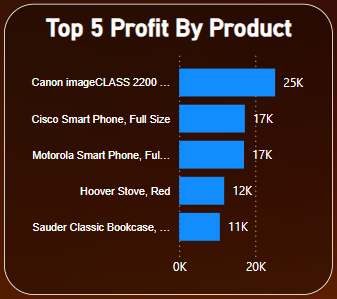 Top 5 Profit By Product
Canon imageCLASS 2200 ... 25K
Cisco Smart Phone, Full Size 17K
Motorola Smart Phone, Ful... 17K
Hoover Stove, Red 12K
Sauder Classic Bookcase, ... 11K
0K 20K